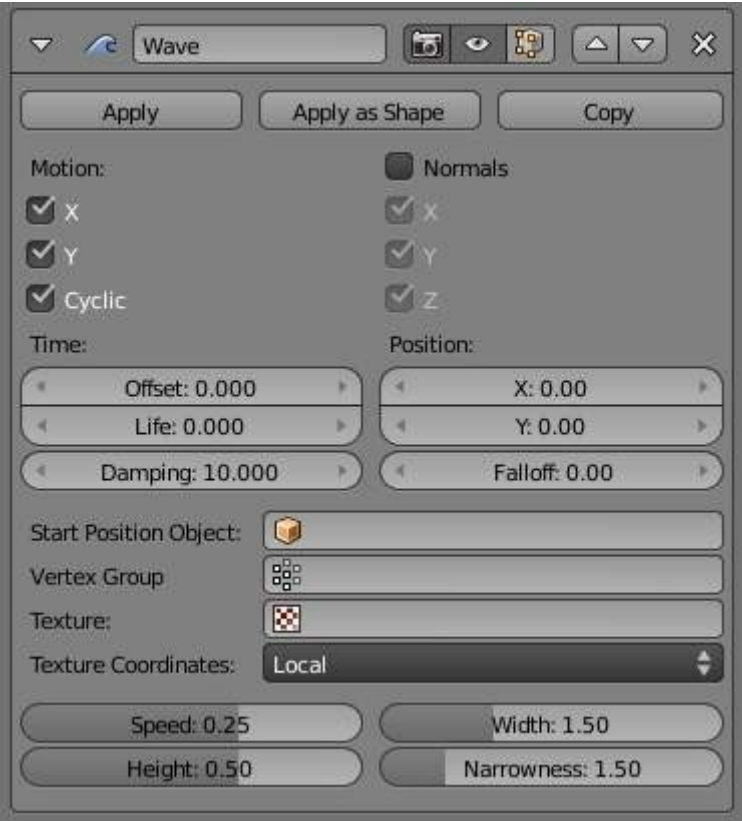 Wave
Apply Apply as Shape Copy
Motion: Normals
X X
Y Y
Cyclic Z
Time: Position:
Offset: 0.000 X: 0.00
Life: 0.000 Y: 0.00
Damping: 10.000 Falloff: 0.00
Start Position Object:
Vertex Group
Texture:
Texture Coordinates: Local
Speed: 0.25 Width: 1.50
Height: 0.50 Narrowness: 1.50